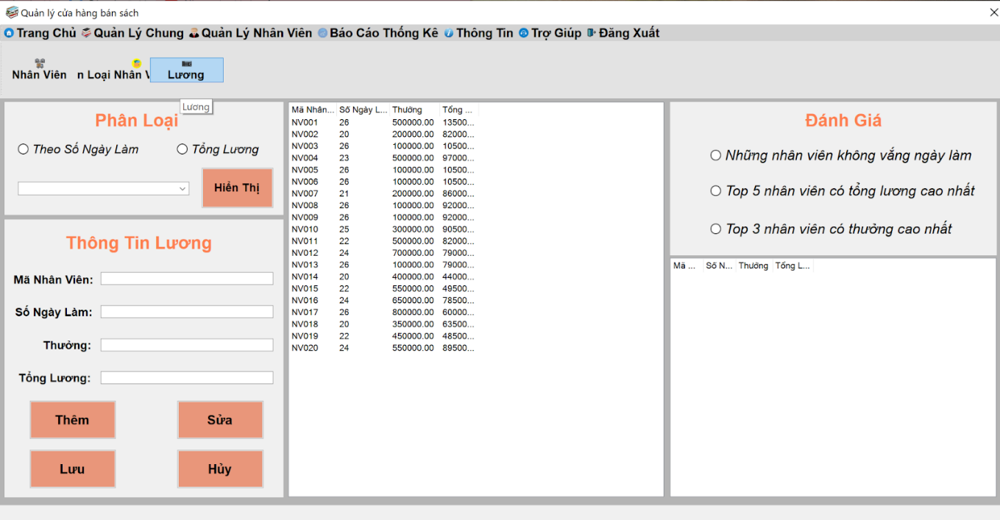 Quản lý cửa hàng bán sách
Trang Chủ Quản Lý Chung Quản Lý Nhân Viên Báo Cáo Thống Kê Thông Tin Trợ Giúp Đăng Xuất
Nhân Viên n Loại Nhân V Lương
Lương
Phân Loại
Theo Số Ngày Làm Tổng Lương
Hiển Thị
Thông Tin Lương
Mã Nhân Viên:
Số Ngày Làm:
Thưởng:
Tổng Lương:
Thêm Sửa
Lưu Hủy
Mã Nhân... Số Ngày L... Thưởng Tổng ...
NV001 26 500000.00 13500...
NV002 20 200000.00 82000...
NV003 26 100000.00 10500...
NV004 23 500000.00 97000...
NV005 26 100000.00 10500...
NV006 26 100000.00 10500...
NV007 21 200000.00 86000...
NV008 26 100000.00 92000...
NV009 26 100000.00 92000...
NV010 25 300000.00 90500...
NV011 22 500000.00 82000...
NV012 24 700000.00 79000...
NV013 26 100000.00 79000...
NV014 20 400000.00 44000...
NV015 22 550000.00 49500...
NV016 24 650000.00 78500...
NV017 26 800000.00 60000...
NV018 20 350000.00 63500...
NV019 22 450000.00 48500...
NV020 24 550000.00 89500...
Đánh Giá
Những nhân viên không vắng ngày làm
Top 5 nhân viên có tổng lương cao nhất
Top 3 nhân viên có thưởng cao nhất
Mã ... Số N... Thưởng Tổng L...